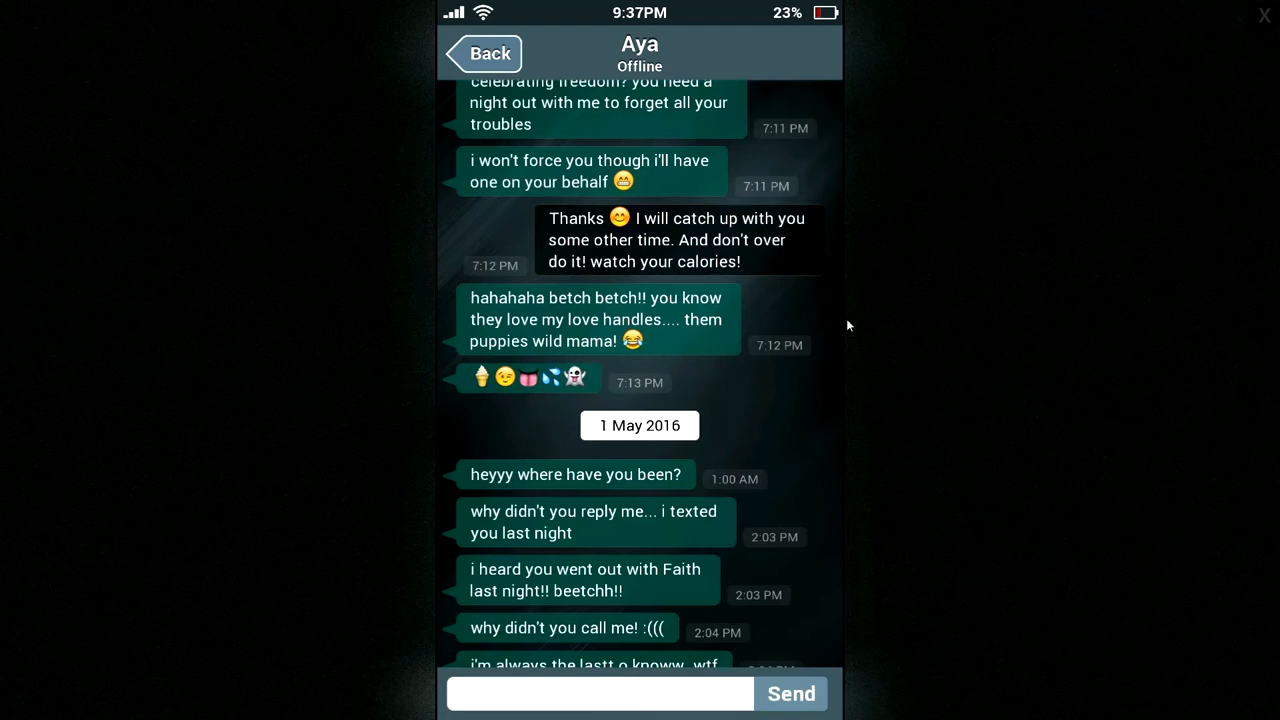 9:37PM
23%
X
Back
Aya
Offline
celebrating freedom? you need a
night out with me to forget all your
troubles
7:11 PM
i won't force you though i'll have
one on your behalf 😁
7:11 PM
Thanks 😊 I will catch up with you
some other time. And don't over
do it! watch your calories!
7:12 PM
hahahaha betch betch!! you know
they love my love handles.... them
puppies wild mama! 😂
7:12 PM
🍦😉👅💦👻
7:13 PM
1 May 2016
heyyy where have you been?
1:00 AM
why didn't you reply me... i texted
you last night
2:03 PM
i heard you went out with Faith
last night!! beetchh!!
2:03 PM
why didn't you call me! :(((
2:04 PM
i'm always the lastt o knoww.. wtf
Send